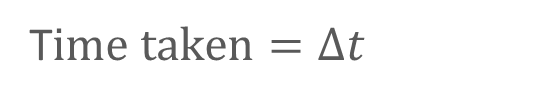 Time taken = Δt